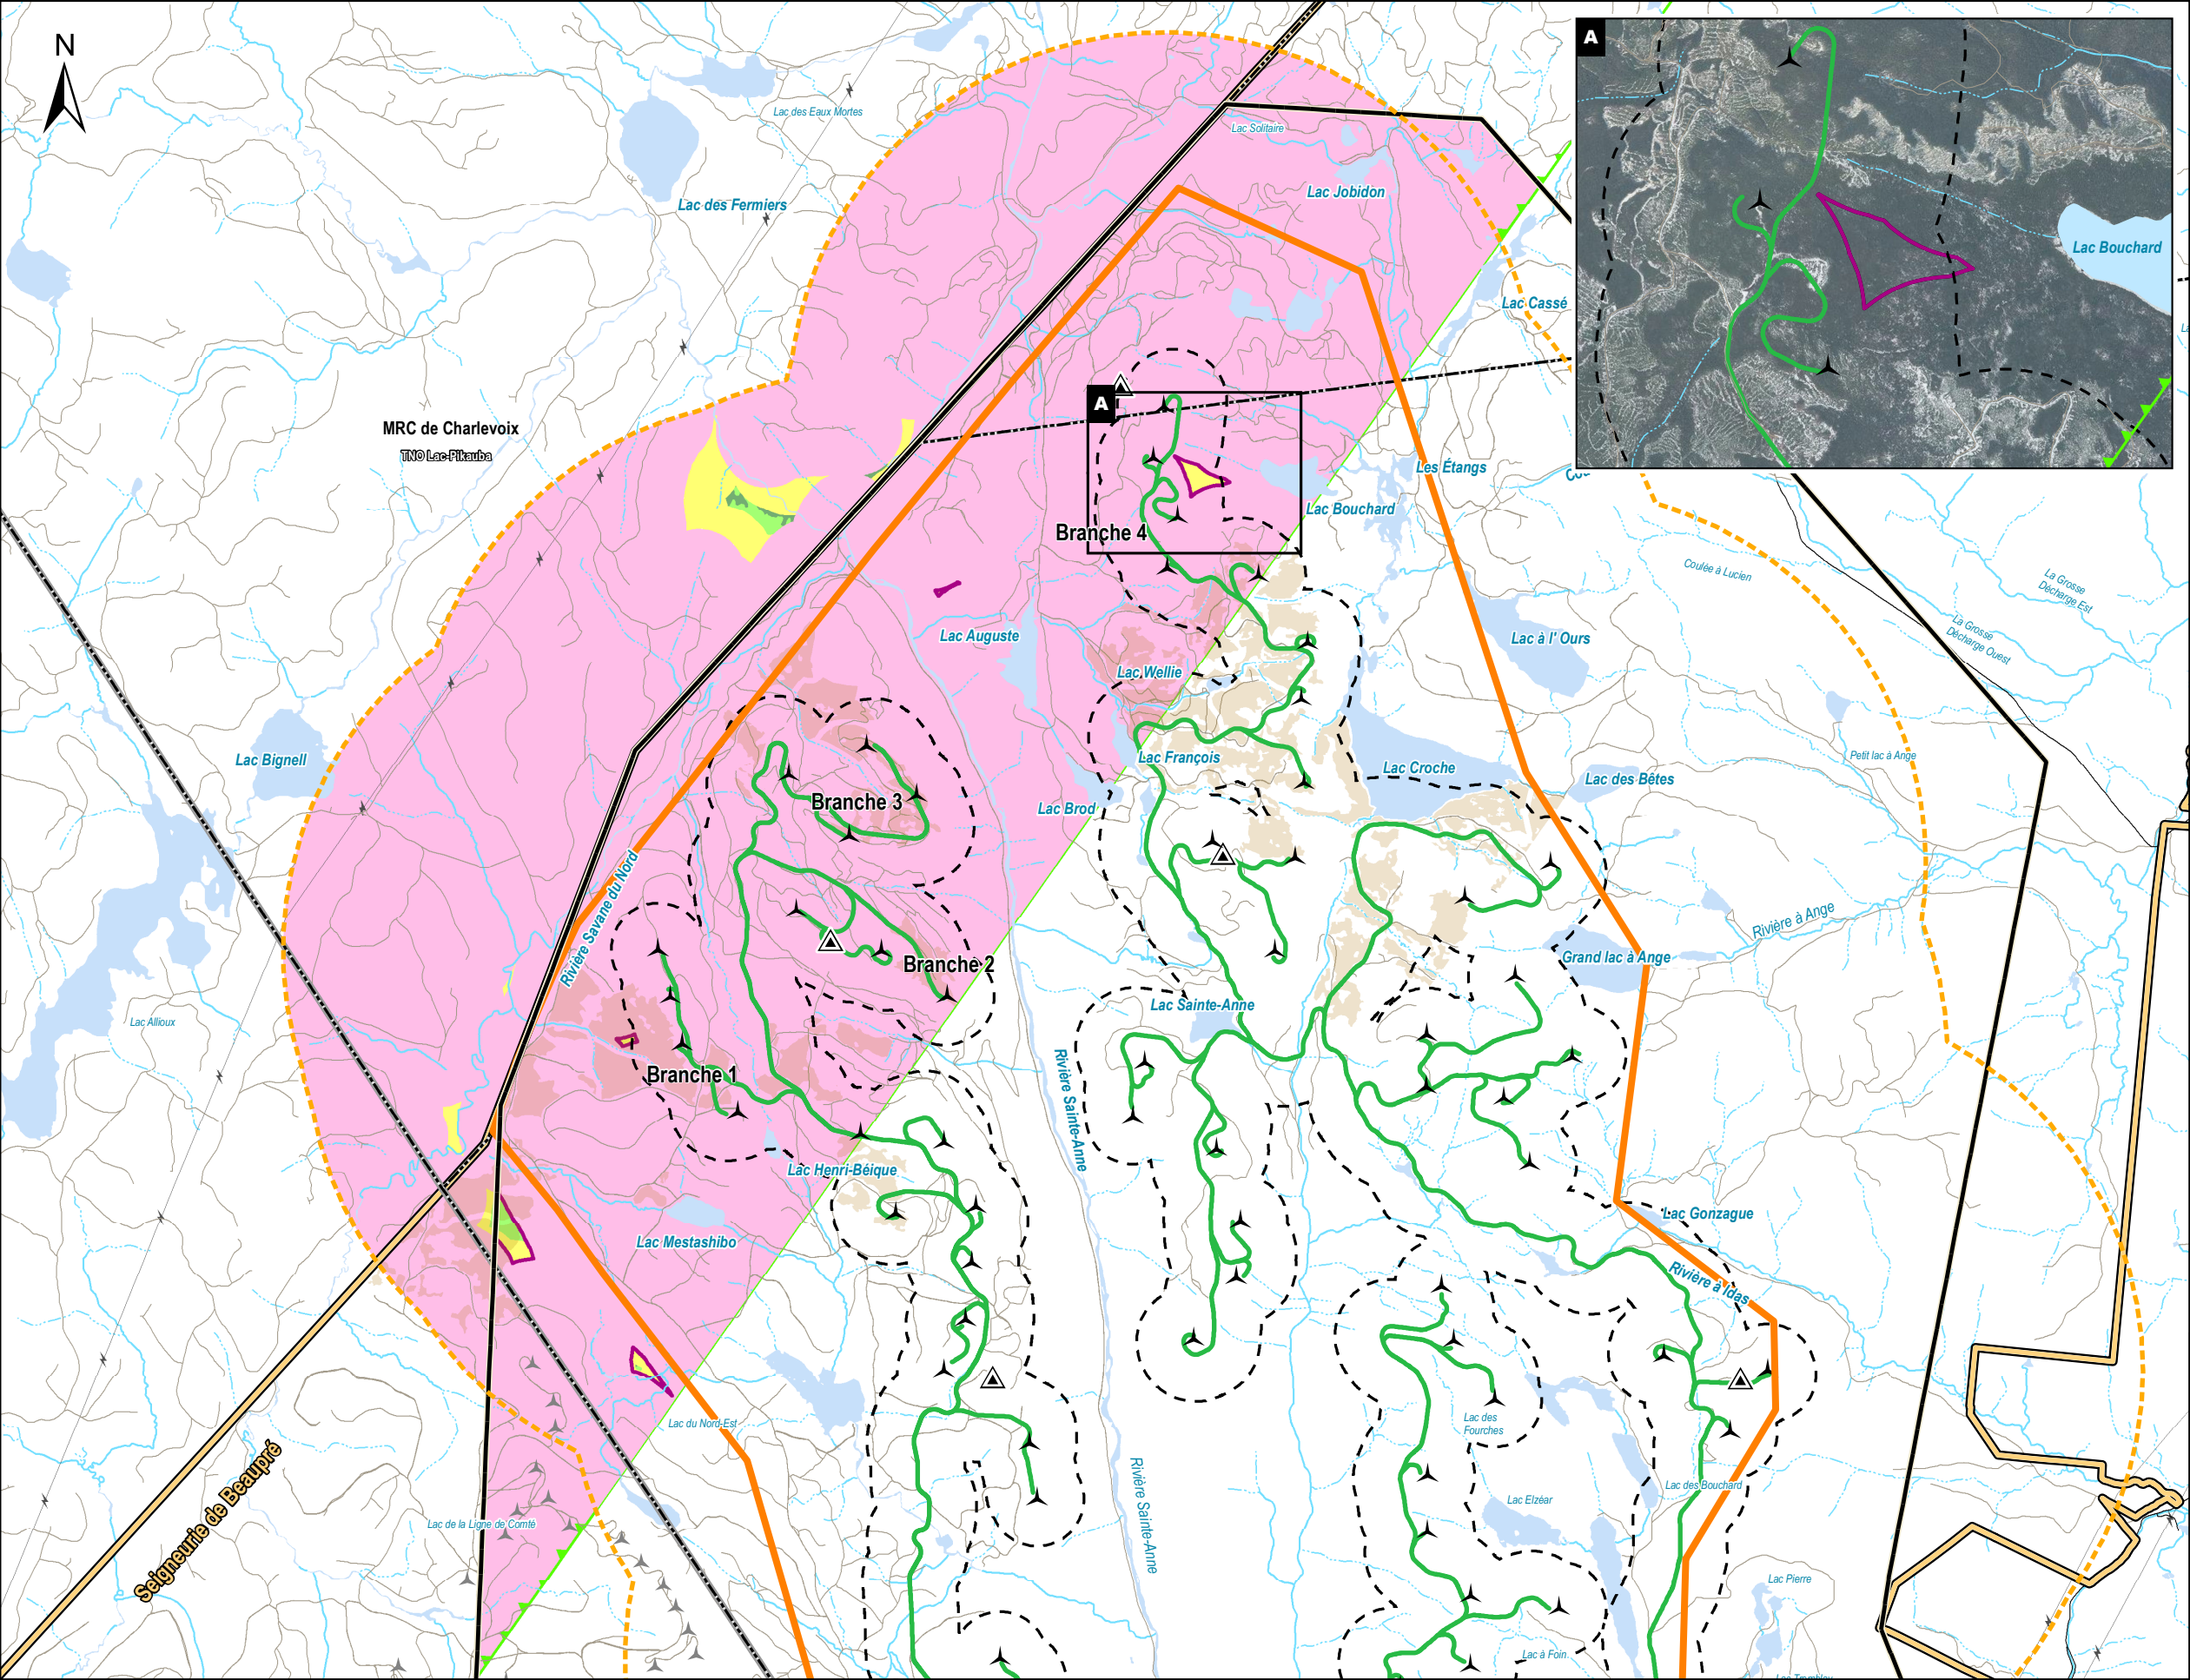 N
A
Lac des Eaux Mortes
Lac Solitaire
Lac des Fermiers
Lac Jobidon
Lac Bouchard
Lac Cassé
A
MRC de Charlevoix
TNO Lac-Pikauba
Les Étangs
Lac Bouchard
Branche 4
Coulée à Lucien
La Grosse
Décharge Est
La Grosse
Décharge Ouest
Lac Auguste
Lac à l' Ours
Lac Wellie
Lac Bignell
Lac François
Lac Croche
Lac des Bêtes
Petit lac à Ange
Branche 3
Lac Brod
Rivière Savane du Nord
Rivière à Ange
Branche 2
Grand lac à Ange
Lac Sainte-Anne
Lac Allioux
Branche 1
Rivière Sainte-Anne
Lac Henri-Béique
Lac Gonzague
Lac Mestashibo
Rivière à Idas
Lac du Nord-Est
Lac des
Fourches
Seigneurie de Beaupré
Rivière Sainte-Anne
Lac des Bouchard
Lac Elzéar
Lac de la Ligne de Comté
Lac Pierre
Lac à Foin